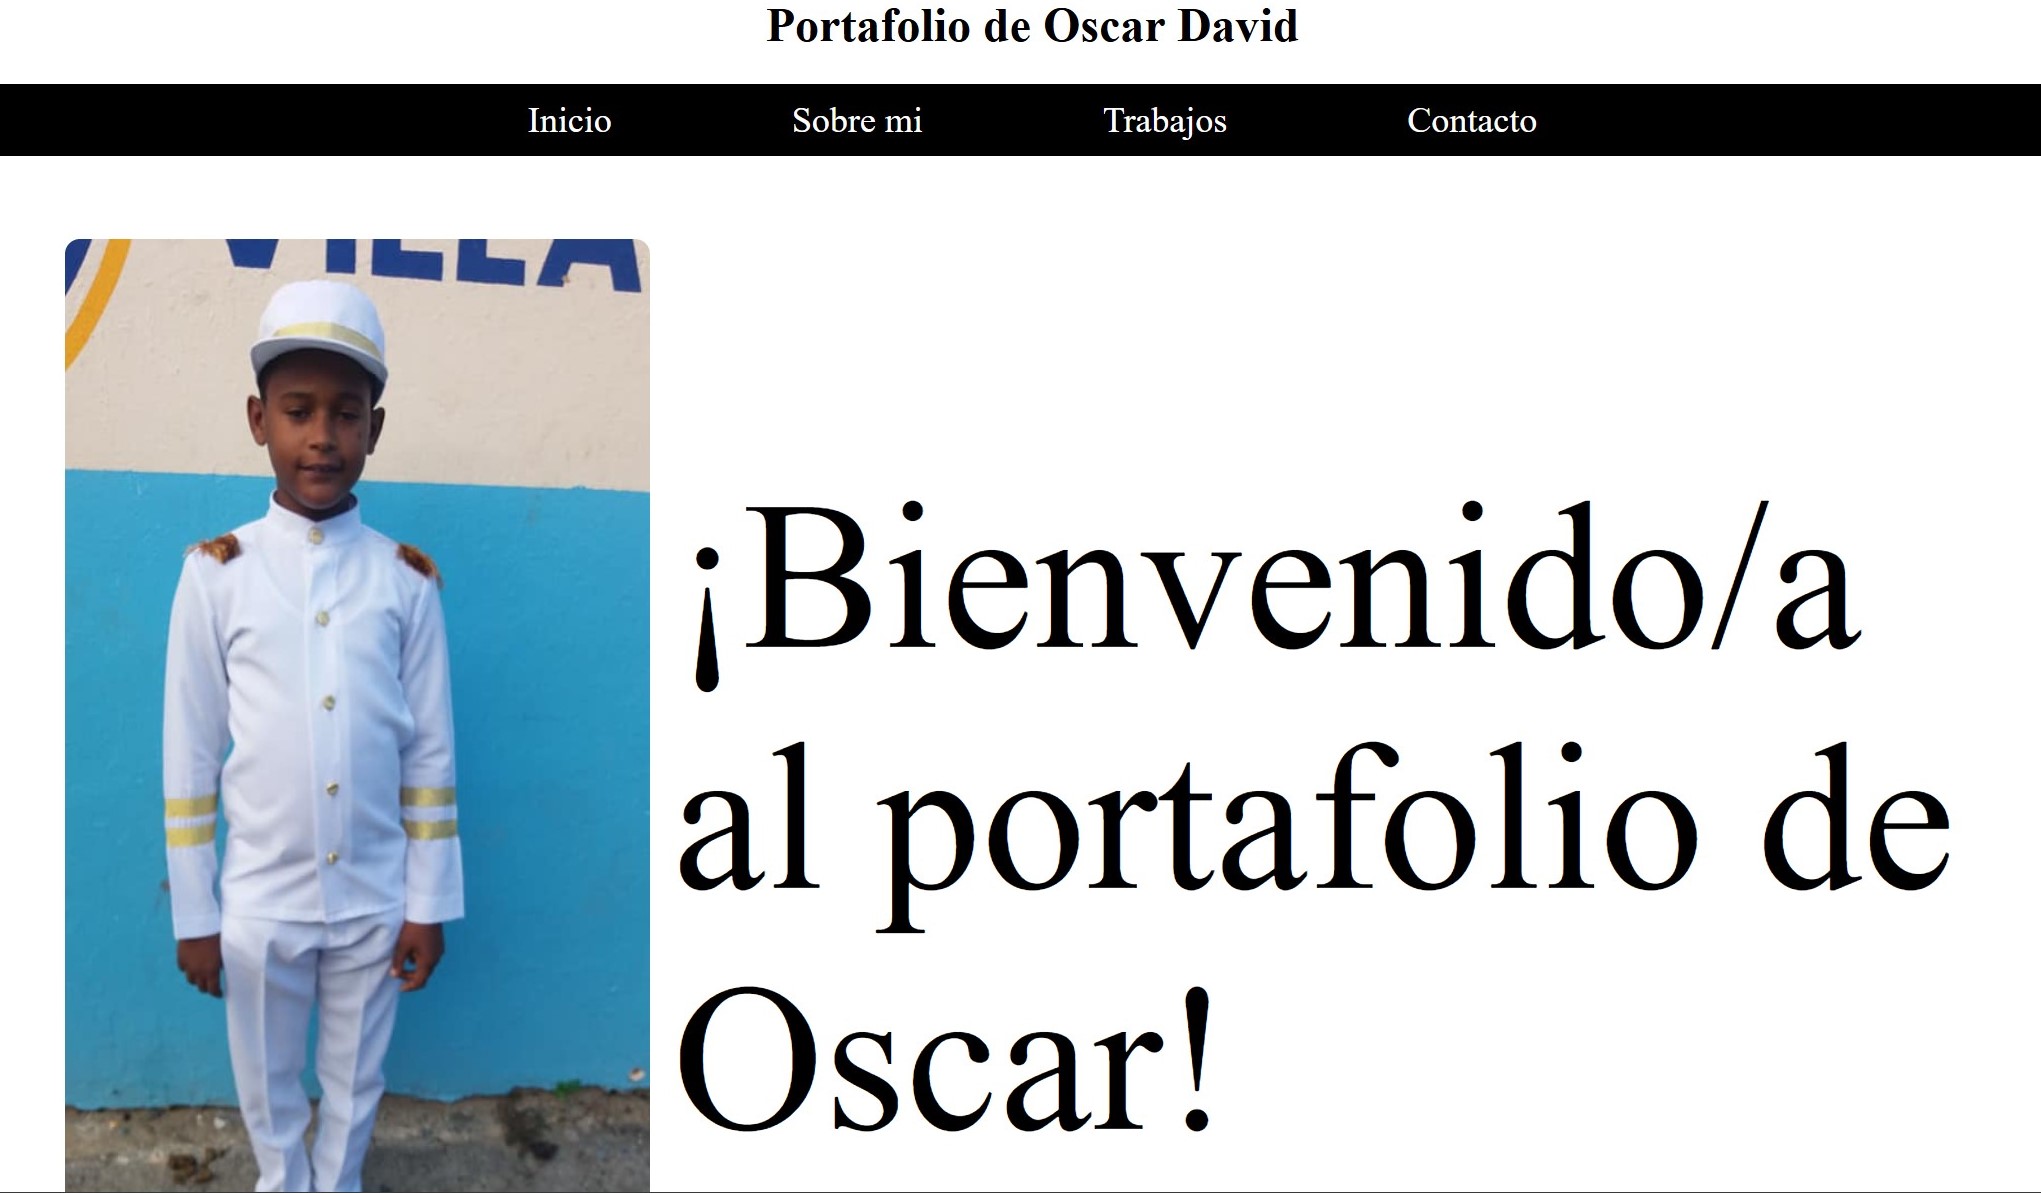 Portafolio de Oscar David
Inicio Sobre mi Trabajos Contacto
VILLA
¡Bienvenido/a
al portafolio de
Oscar!